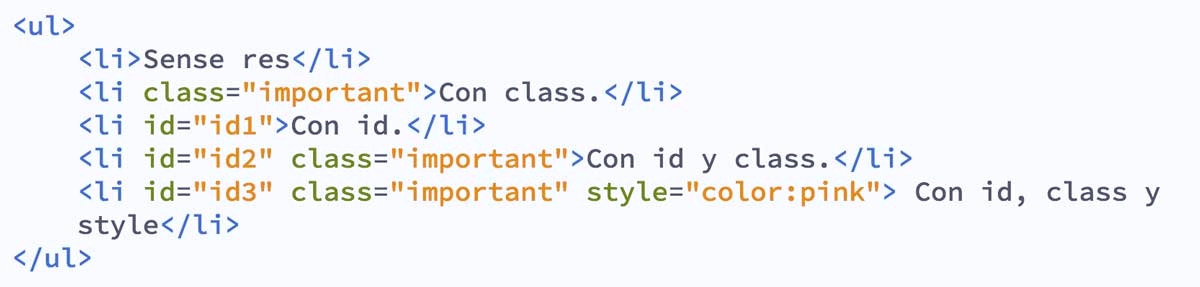 <ul>
    <li>Sense res</li>
    <li class="important">Con class.</li>
    <li id="id1">Con id.</li>
    <li id="id2" class="important">Con id y class.</li>
    <li id="id3" class="important" style="color:pink"> Con id, class y
    style</li>
</ul>